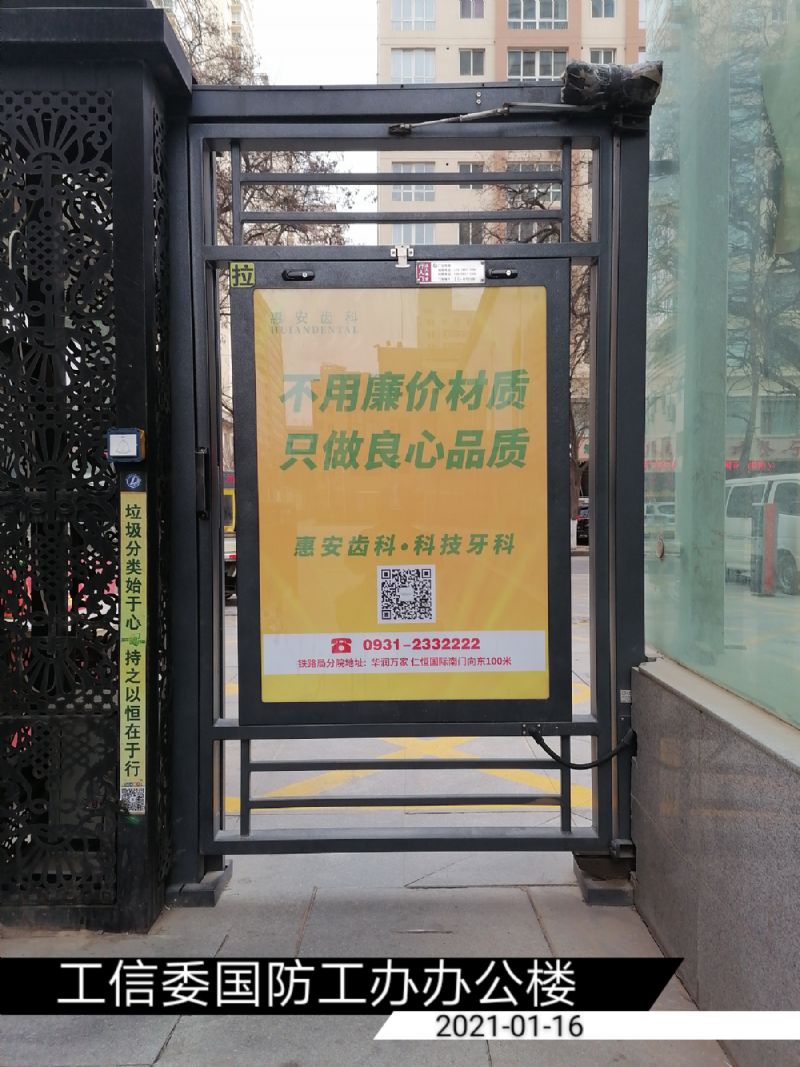 拉
惠安齿科
HUIANDENTAL
不用廉价材质
只做良心品质
惠安齿科·科技牙科
0931-2332222
铁路局分院地址: 华润万家 仁恒国际南门向东100米
垃圾分类始于心 持之以恒在于行
工信委国防工办办公楼
2021-01-16